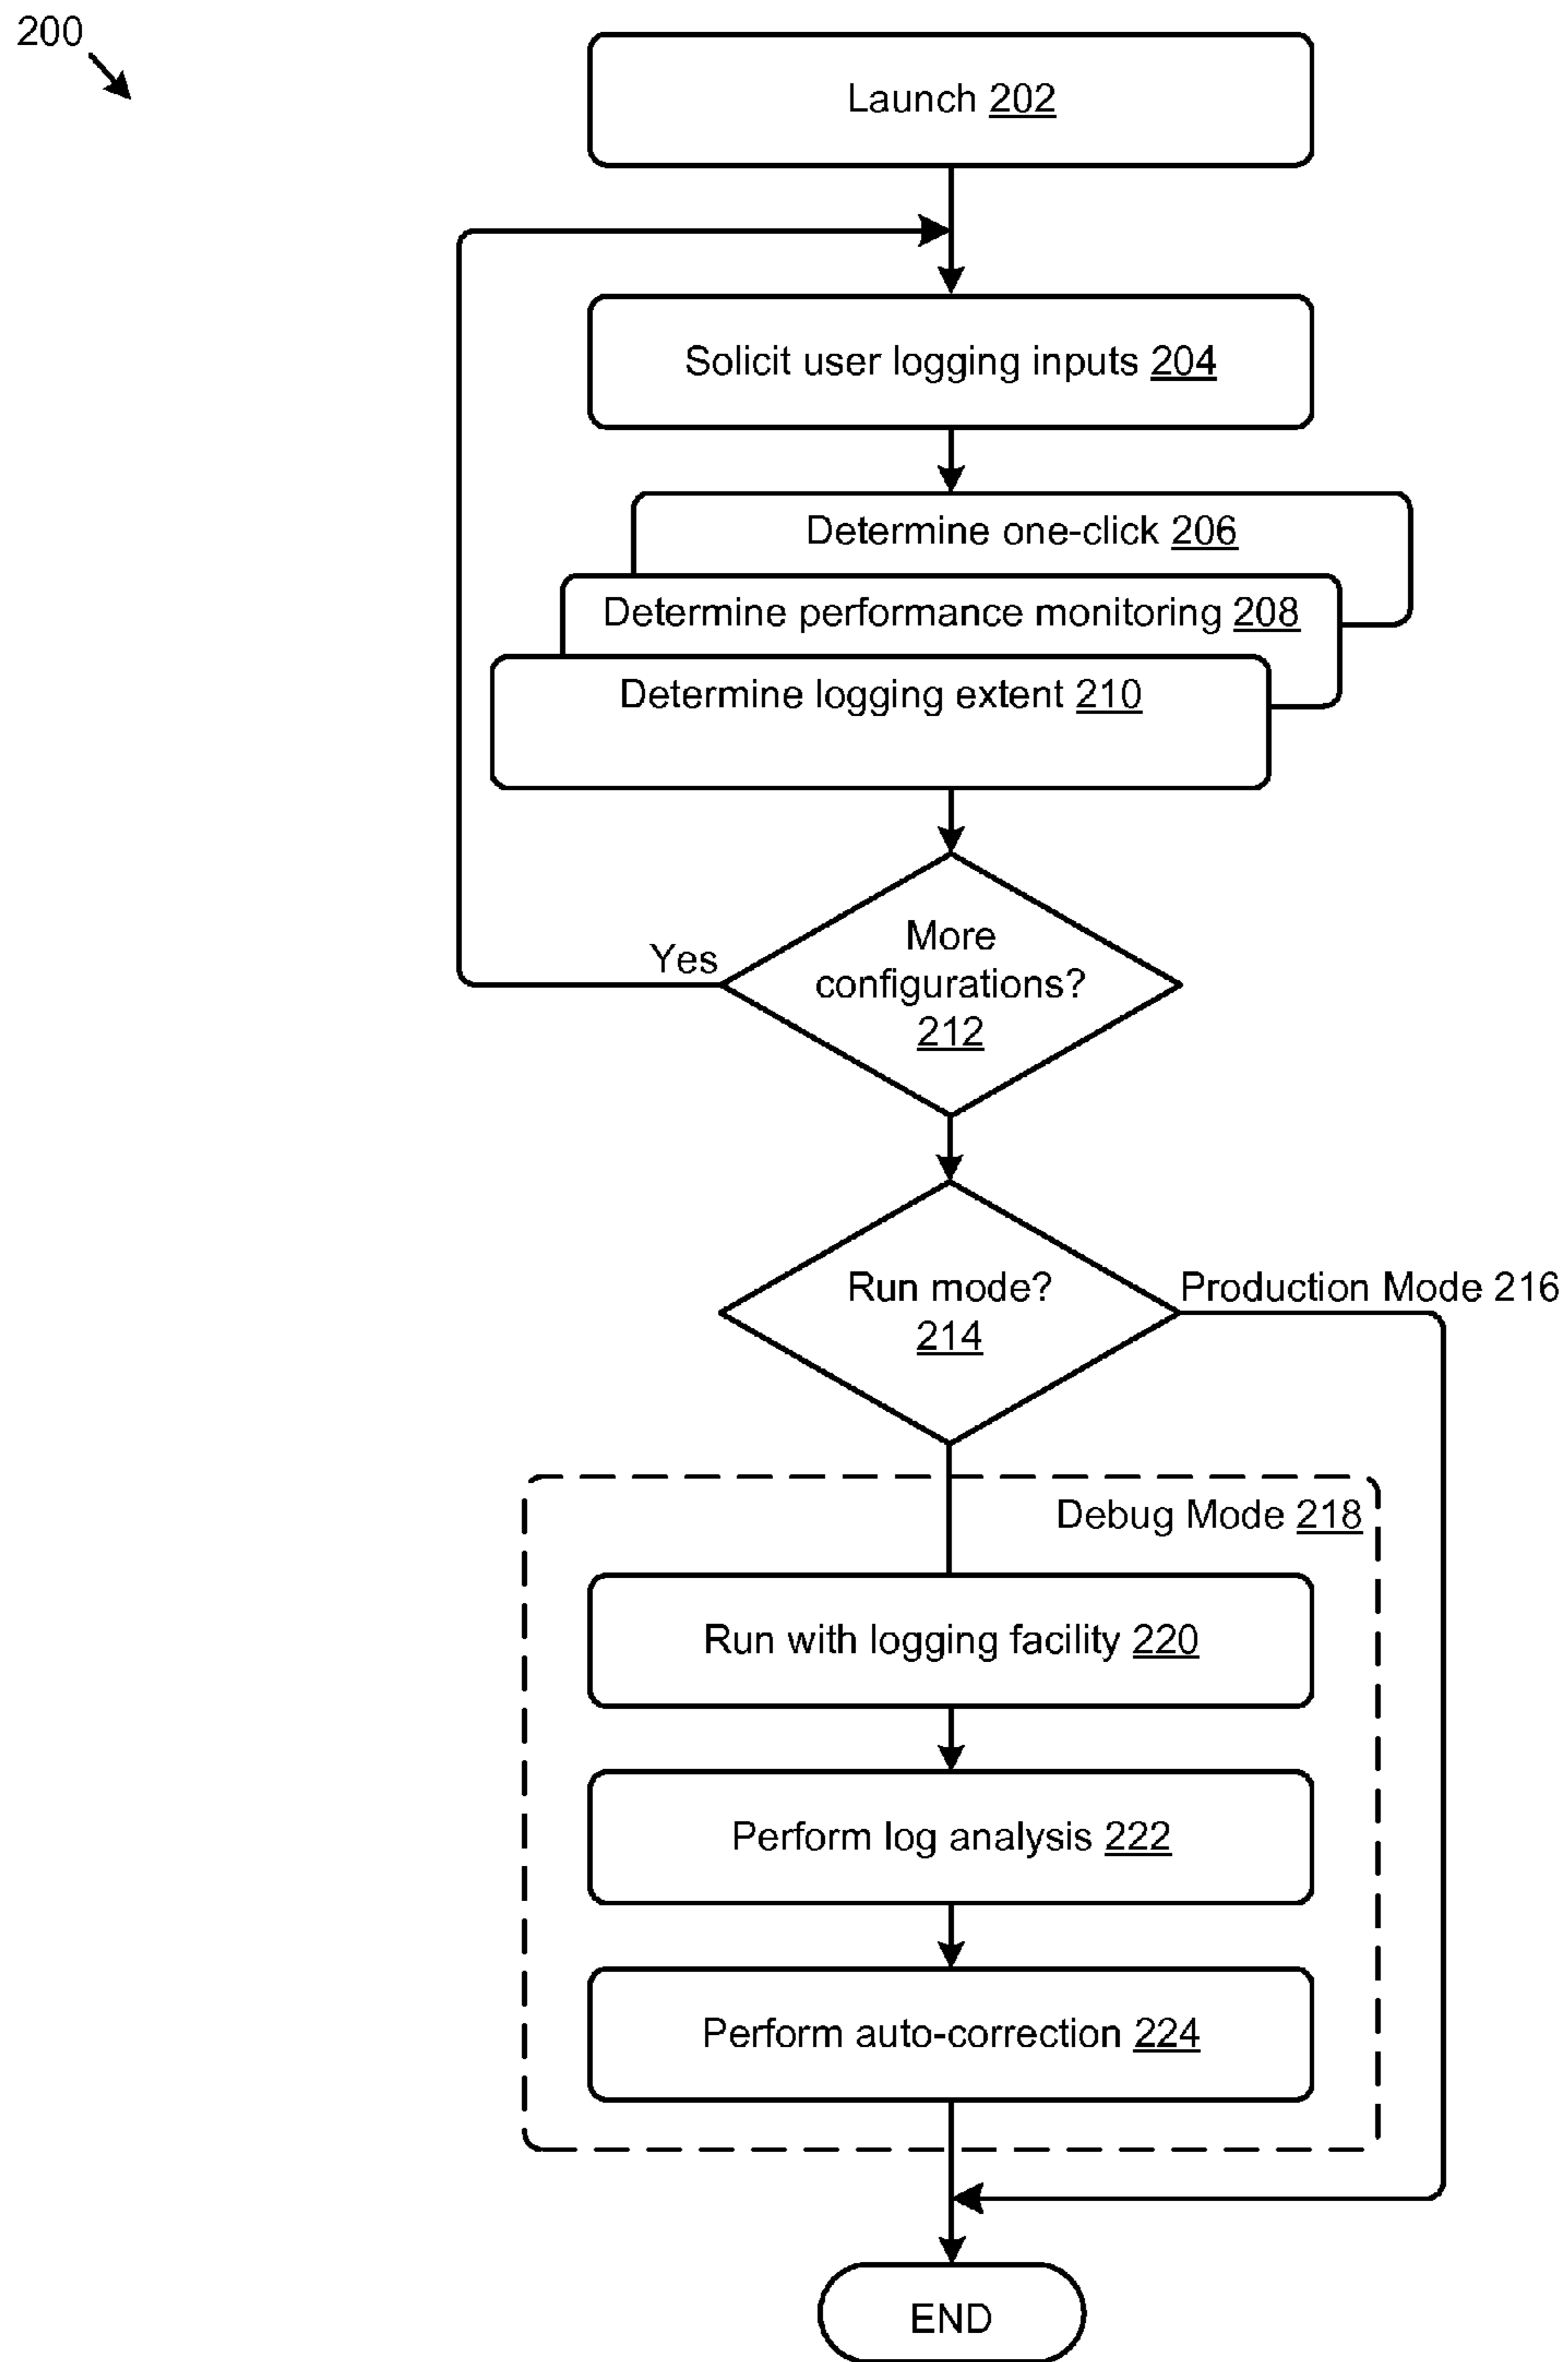 200
Launch 202
Solicit user logging inputs 204
Determine one-click 206
Determine performance monitoring 208
Determine logging extent 210
More
configurations?
212
Yes
Run mode?
214
Production Mode 216
Debug Mode 218
Run with logging facility 220
Perform log analysis 222
Perform auto-correction 224
END